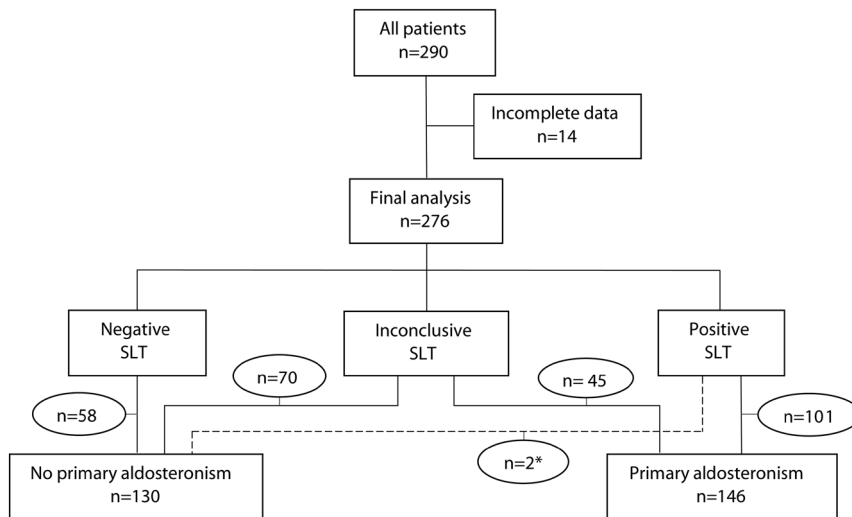 All patients
n=290
Incomplete data
n=14
Final analysis
n=276
Negative
SLT
Inconclusive
SLT
Positive
SLT
n=70
n= 45
n=58
n=101
n=2*
No primary aldosteronism
n=130
Primary aldosteronism
n=146